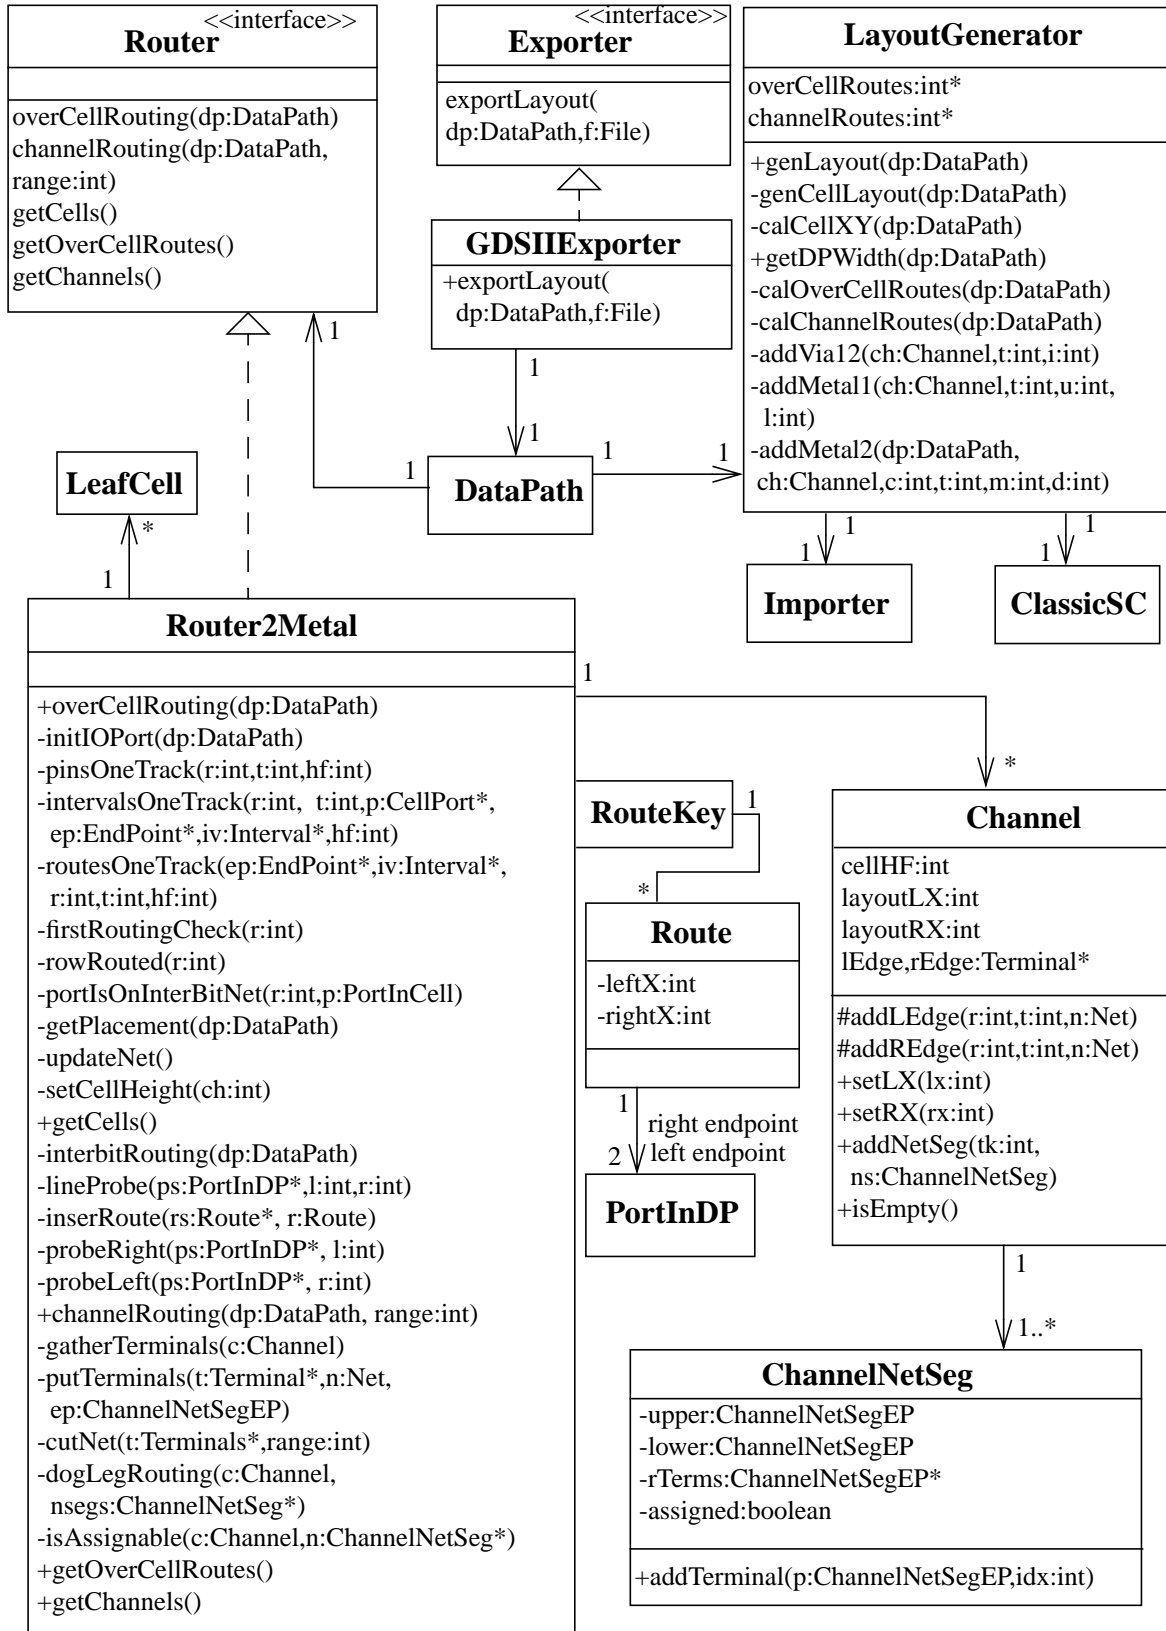 <<interface>>
Router
overCellRouting(dp:DataPath)
channelRouting(dp:DataPath,
range:int)
getCells()
getOverCellRoutes()
getChannels()
<<interface>>
Exporter
exportLayout(
dp:DataPath,f:File)
GDSIIExporter
+exportLayout(
dp:DataPath,f:File)
LayoutGenerator
overCellRoutes:int*
channelRoutes:int*
+genLayout(dp:DataPath)
-genCellLayout(dp:DataPath)
-calCellXY(dp:DataPath)
+getDPWidth(dp:DataPath)
-calOverCellRoutes(dp:DataPath)
-calChannelRoutes(dp:DataPath)
-addVia12(ch:Channel,t:int,i:int)
-addMetal1(ch:Channel,t:int,u:int,
l:int)
-addMetal2(dp:DataPath,
ch:Channel,c:int,t:int,m:int,d:int)
1
1
1
1
1
1
DataPath
LeafCell
*
1
1
1
1
1
Importer
ClassicSC
Router2Metal
+overCellRouting(dp:DataPath)
-initIOPort(dp:DataPath)
-pinsOneTrack(r:int,t:int,hf:int)
-intervalsOneTrack(r:int, t:int,p:CellPort*,
ep:EndPoint*,iv:Interval*,hf:int)
-routesOneTrack(ep:EndPoint*,iv:Interval*,
r:int,t:int,hf:int)
-firstRoutingCheck(r:int)
-rowRouted(r:int)
-portIsOnInterBitNet(r:int,p:PortInCell)
-getPlacement(dp:DataPath)
-updateNet()
-setCellHeight(ch:int)
+getCells()
-interbitRouting(dp:DataPath)
-lineProbe(ps:PortInDP*,l:int,r:int)
-inserRoute(rs:Route*, r:Route)
-probeRight(ps:PortInDP*, l:int)
-probeLeft(ps:PortInDP*, r:int)
+channelRouting(dp:DataPath, range:int)
-gatherTerminals(c:Channel)
-putTerminals(t:Terminal*,n:Net,
ep:ChannelNetSegEP)
-cutNet(t:Terminals*,range:int)
-dogLegRouting(c:Channel,
nsegs:ChannelNetSeg*)
-isAssignable(c:Channel,n:ChannelNetSeg*)
+getOverCellRoutes()
+getChannels()
1
*
RouteKey
1
*
Route
-leftX:int
-rightX:int
1
right endpoint
2
left endpoint
PortInDP
Channel
cellHF:int
layoutLX:int
layoutRX:int
lEdge,rEdge:Terminal*
#addLEdge(r:int,t:int,n:Net)
#addREdge(r:int,t:int,n:Net)
+setLX(lx:int)
+setRX(rx:int)
+addNetSeg(tk:int,
ns:ChannelNetSeg)
+isEmpty()
1
1..*
ChannelNetSeg
-upper:ChannelNetSegEP
-lower:ChannelNetSegEP
-rTerms:ChannelNetSegEP*
-assigned:boolean
+addTerminal(p:ChannelNetSegEP,idx:int)